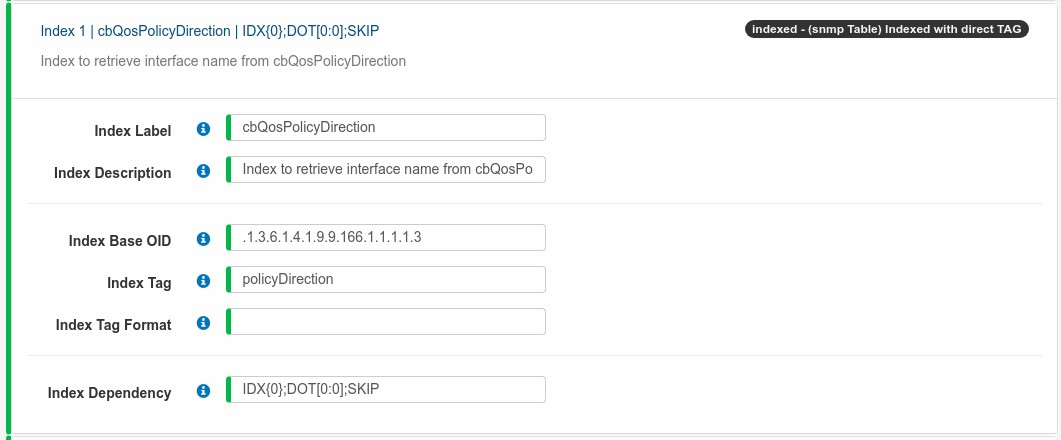 Index 1 | cbQosPolicyDirection | IDX{0};DOT[0:0];SKIP
indexed - (snmp Table) Indexed with direct TAG
Index to retrieve interface name from cbQosPolicyDirection
Index Label
cbQosPolicyDirection
Index Description
Index to retrieve interface name from cbQosPo
Index Base OID
.1.3.6.1.4.1.9.9.166.1.1.1.1.3
Index Tag
policyDirection
Index Tag Format
Index Dependency
IDX{0};DOT[0:0];SKIP